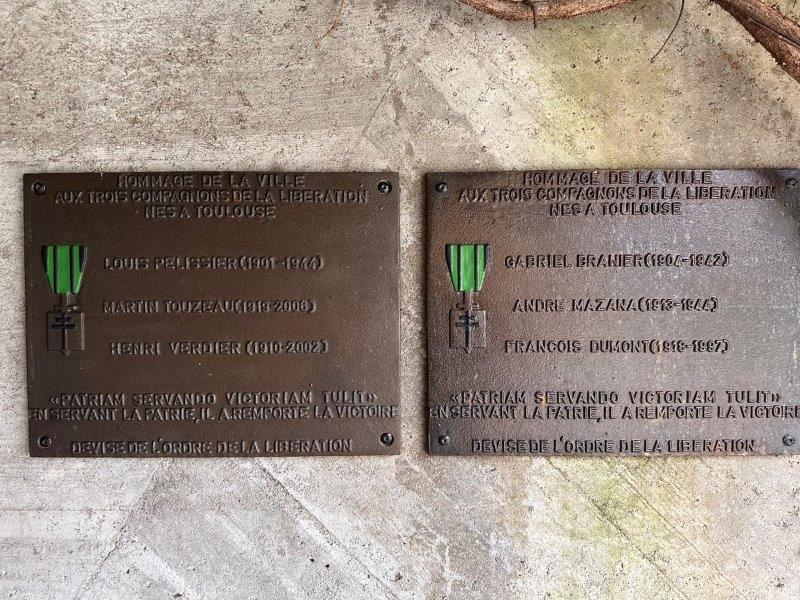 HOMMAGE DE LA VILLE
AUX TROIS COMPAGNONS DE LA LIBERATION
NES A TOULOUSE
LOUIS PELISSIER (1901-1944)
MARTIN TOUZEAU (1919-2006)
HENRI VERDIER (1910-2002)
«PATRIAM SERVANDO VICTORIAM TULIT»
EN SERVANT LA PATRIE, IL A REMPORTE LA VICTOIRE
DEVISE DE L'ORDRE DE LA LIBERATION
HOMMAGE DE LA VILLE
AUX TROIS COMPAGNONS DE LA LIBERATION
NES A TOULOUSE
GABRIEL BRANIER (1904-1942)
ANDRE MAZANA (1913-1944)
FRANCOIS DUMONT (1918-1997)
«PATRIAM SERVANDO VICTORIAM TULIT»
EN SERVANT LA PATRIE, IL A REMPORTE LA VICTOIRE
DEVISE DE L'ORDRE DE LA LIBERATION